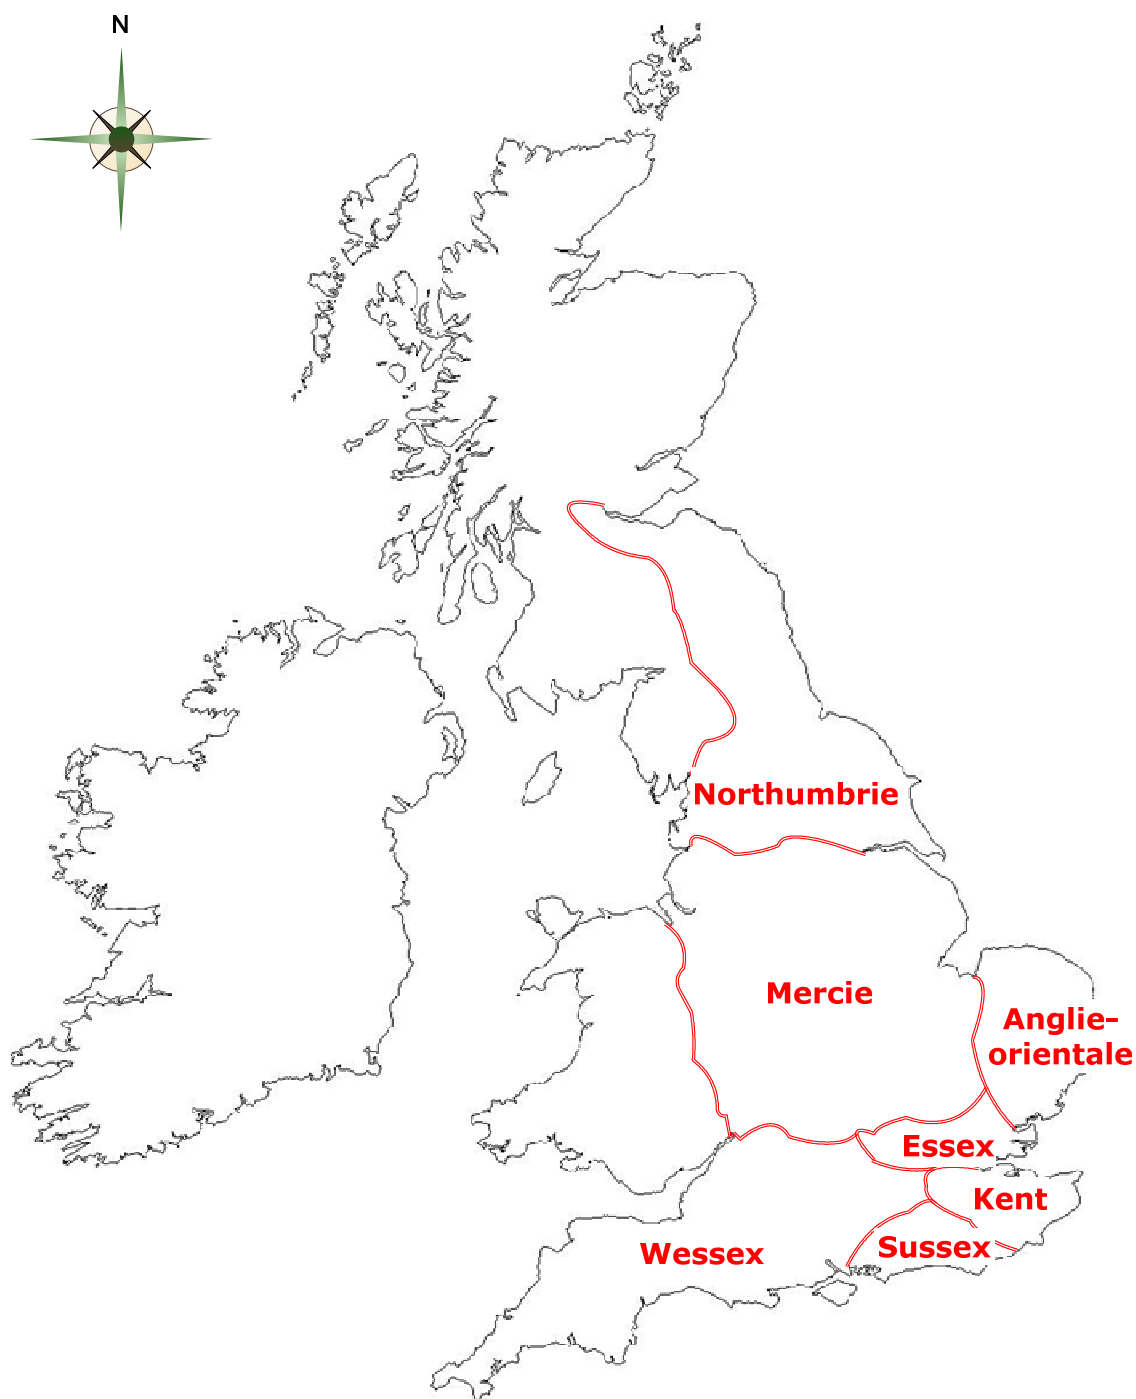 N
Northumbrie
Mercie
Anglie-
orientale
Essex
Kent
Sussex
Wessex